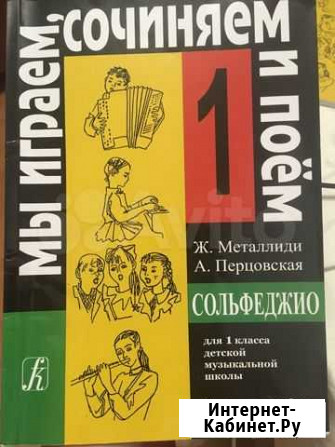 Мы играем, сочиняем
и поём
1
Ж. Металлиди
А. Перцовская
СОЛЬФЕДЖИО
для 1 класса
детской
музыкальной
школы
Avito
Интернет-
Кабинет.Ру